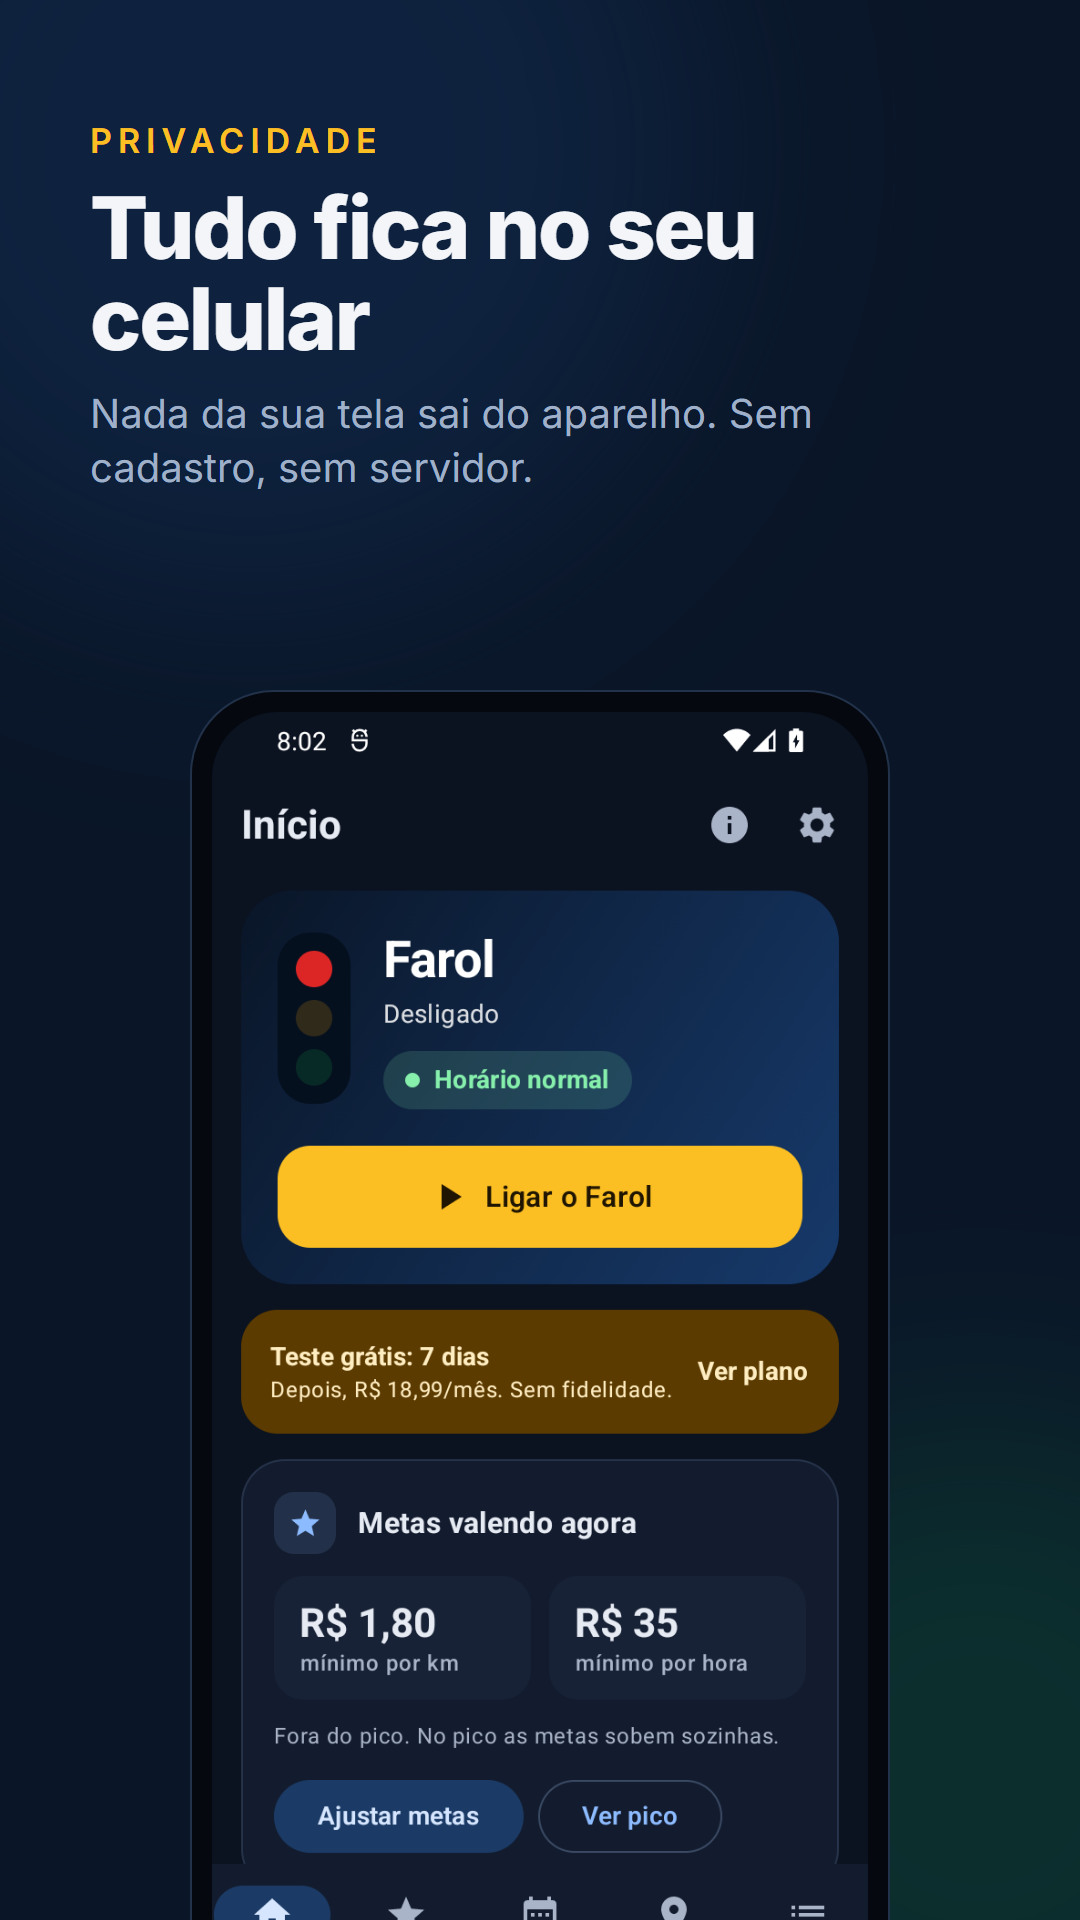 PRIVACIDADE
Tudo fica no seu
celular
Nada da sua tela sai do aparelho. Sem
cadastro, sem servidor.
8:02
Início
Farol
Desligado
Horário normal
Ligar o Farol
Teste grátis: 7 dias
Depois, R$ 18,99/mês. Sem fidelidade.
Ver plano
Metas valendo agora
R$ 1,80
mínimo por km
R$ 35
mínimo por hora
Fora do pico. No pico as metas sobem sozinhas.
Ajustar metas
Ver pico